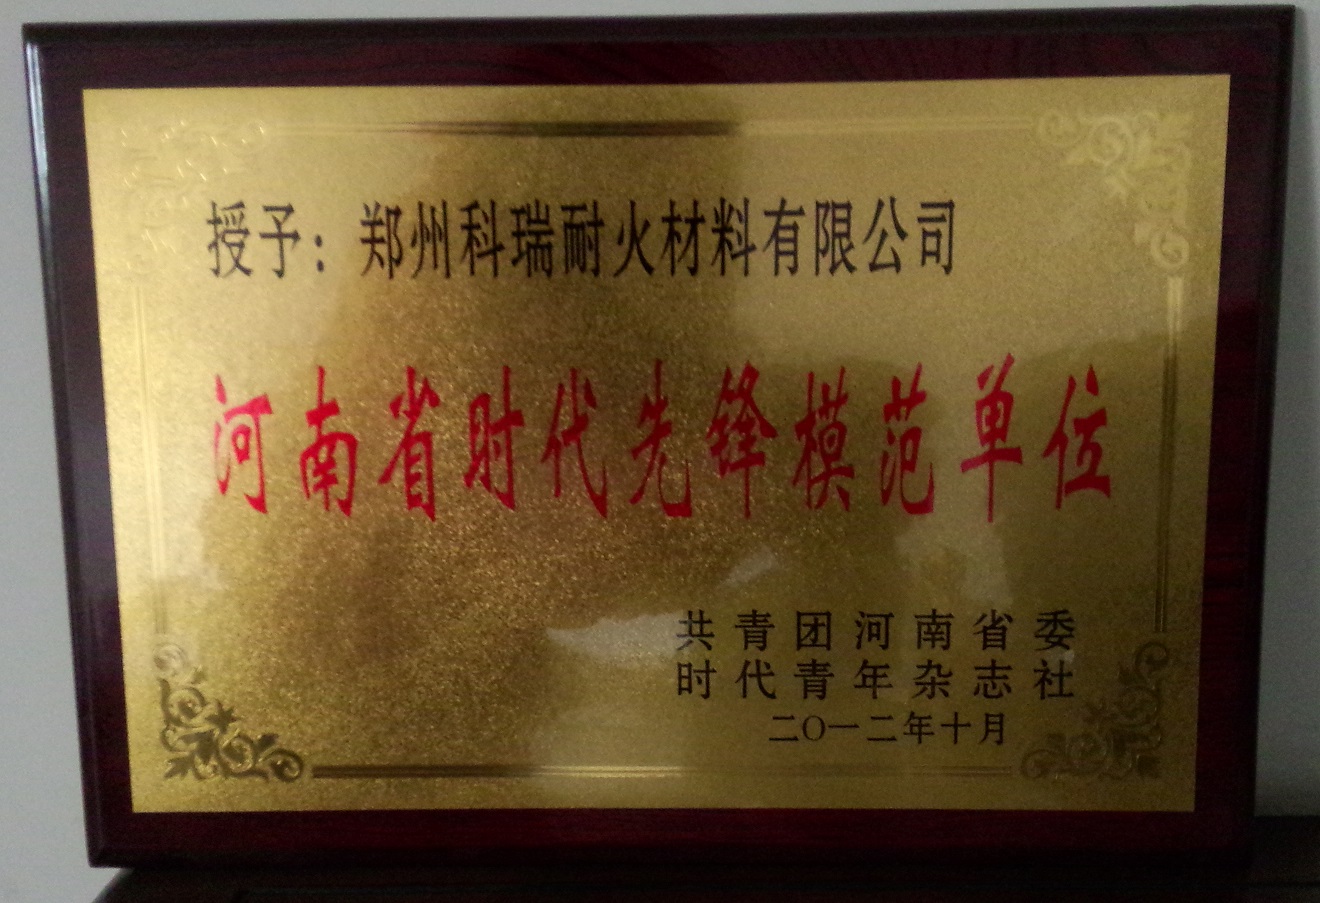 授予：郑州科瑞耐火材料有限公司
河南省时代先锋模范单位
共青团河南省委
时代青年杂志社
二〇一二年十月